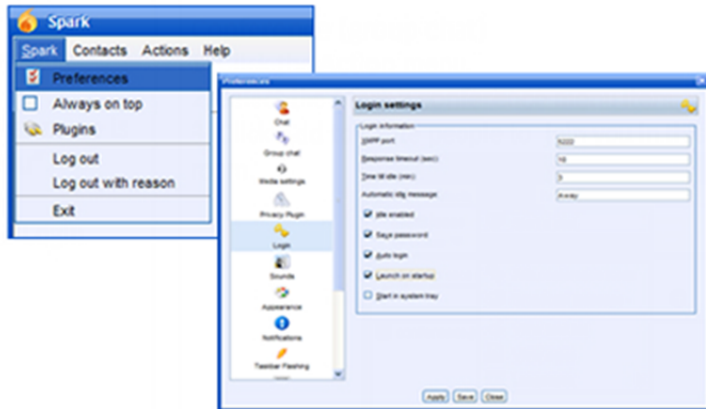 Spark
Spark Contacts Actions Help
Preferences
Always on top
Plugins
Log out
Log out with reason
Exit
Preferences
Chat
Group chat
Media settings
Privacy Plugin
Login
Sounds
Appearance
Notifications
Taskbar Flashing
Login settings
Login information
XMPP port: 5222
Response timeout (sec): 10
Time till idle (min): 3
Automatic idle message: Away
Idle enabled
Save password
Auto login
Launch on startup
Start in system tray
Apply Save Close